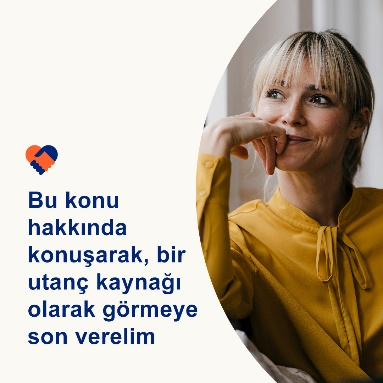 Bu konu
hakkında
konuşarak, bir
utanç kaynağı
olarak görmeye
son verelim